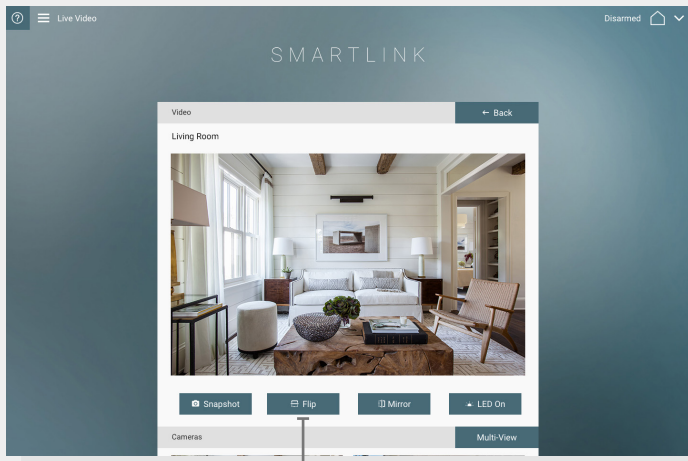 ? Live Video
Disarmed
SMARTLINK
Video
← Back
Living Room
Snapshot
Flip
Mirror
LED On
Cameras
Multi-View